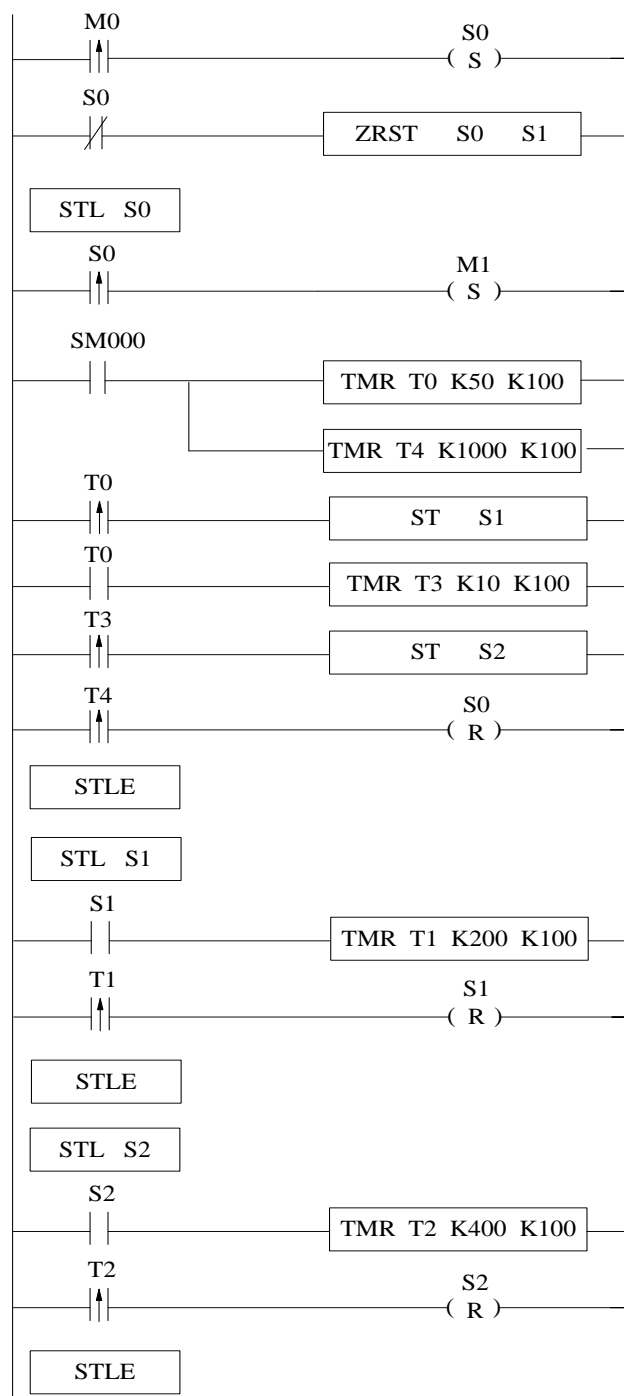 M0 S0
( S )
S0
ZRST S0 S1
STL S0
S0 M1
( S )
SM000
TMR T0 K50 K100
TMR T4 K1000 K100
T0
ST S1
T0
TMR T3 K10 K100
T3
ST S2
T4 S0
( R )
STLE
STL S1
S1
TMR T1 K200 K100
T1 S1
( R )
STLE
STL S2
S2
TMR T2 K400 K100
T2 S2
( R )
STLE